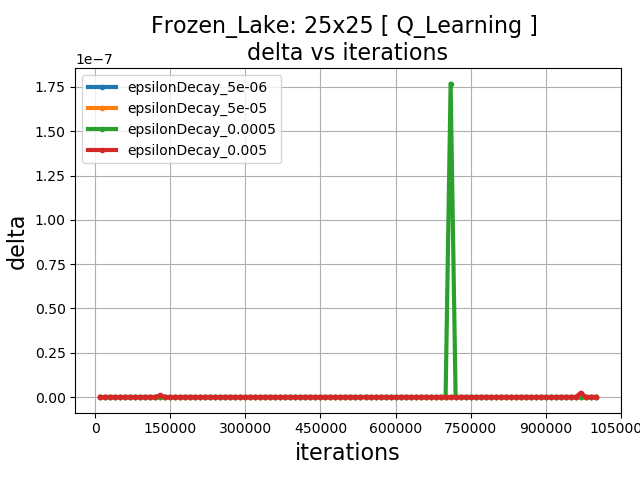 Frozen_Lake: 25x25 [ Q_Learning ]
delta vs iterations
1e−7
epsilonDecay_5e-06
epsilonDecay_5e-05
epsilonDecay_0.0005
epsilonDecay_0.005
1.75
1.50
1.25
1.00
0.75
0.50
0.25
0.00
delta
0 150000 300000 450000 600000 750000 900000 105000
iterations